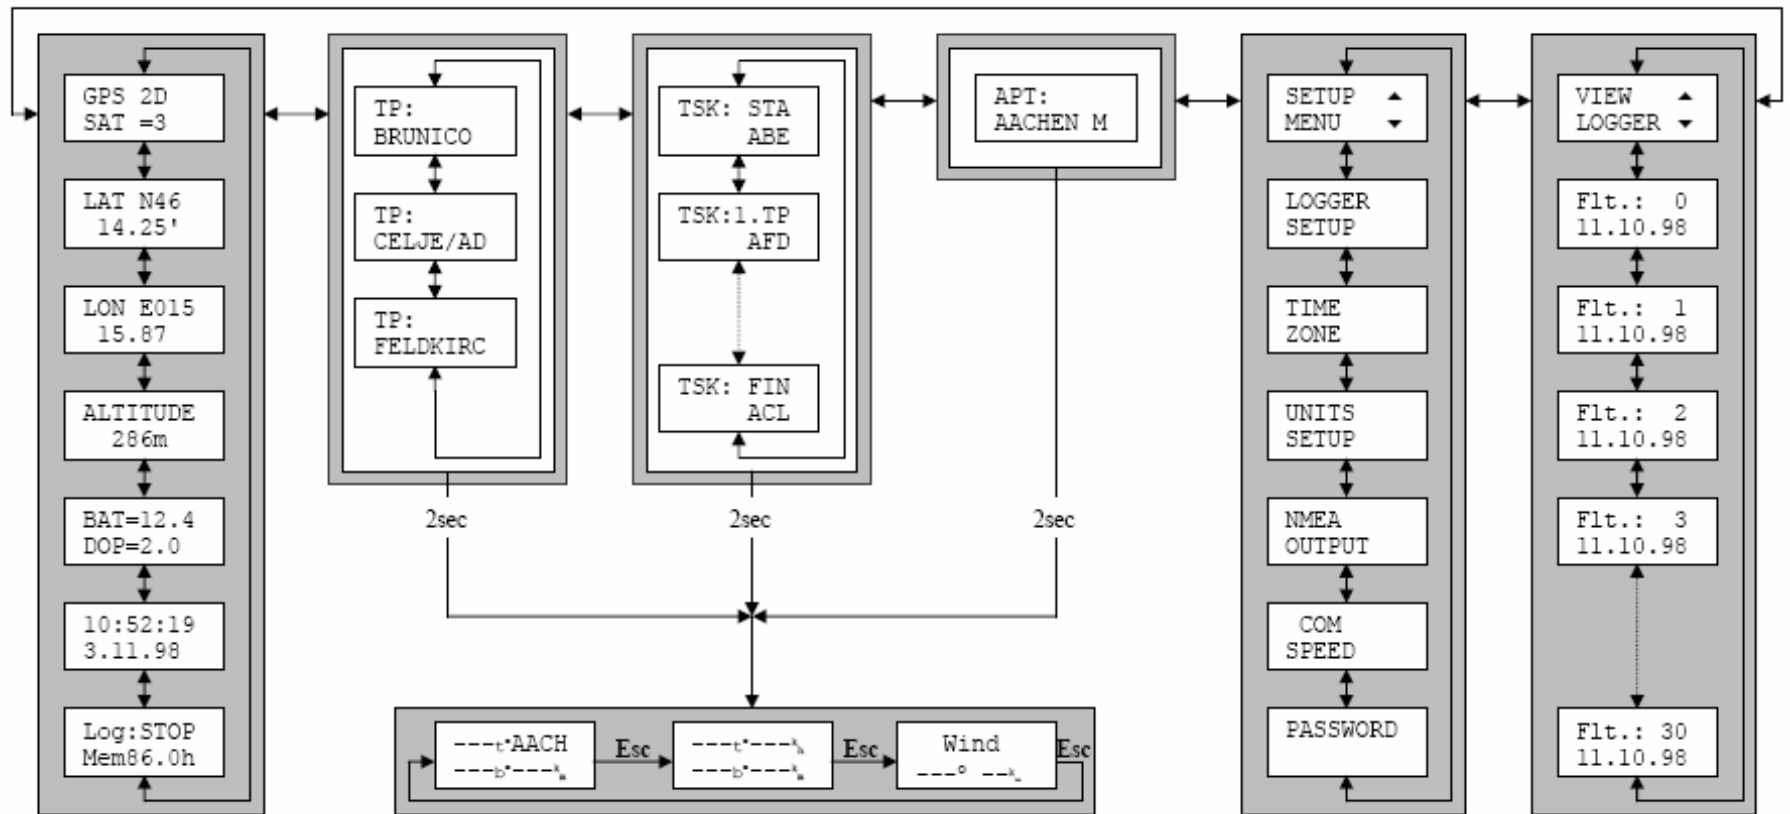 GPS 2D
SAT =3
LAT N46
14.25'
LON E015
15.87
ALTITUDE
286m
BAT=12.4
DOP=2.0
10:52:19
3.11.98
Log:STOP
Mem86.0h
TP:
BRUNICO
TP:
CELJE/AD
TP:
FELDKIRC
2sec
TSK: STA
ABE
TSK:1.TP
AFD
TSK: FIN
ACL
2sec
APT:
AACHEN M
2sec
SETUP
MENU
LOGGER
SETUP
TIME
ZONE
UNITS
SETUP
NMEA
OUTPUT
COM
SPEED
PASSWORD
VIEW
LOGGER
Flt.: 0
11.10.98
Flt.: 1
11.10.98
Flt.: 2
11.10.98
Flt.: 3
11.10.98
Flt.: 30
11.10.98
---t°AACH
Esc
Esc
Wind
Esc